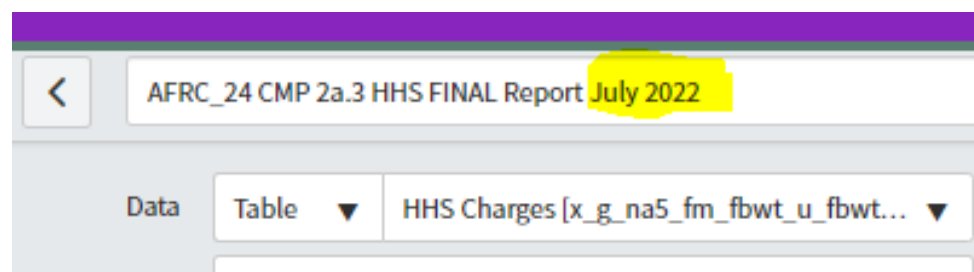 AFRC_24 CMP 2a.3 HHS FINAL Report July 2022
Data Table HHS Charges [x_g_na5_fm_fbwt_u_fbwt...